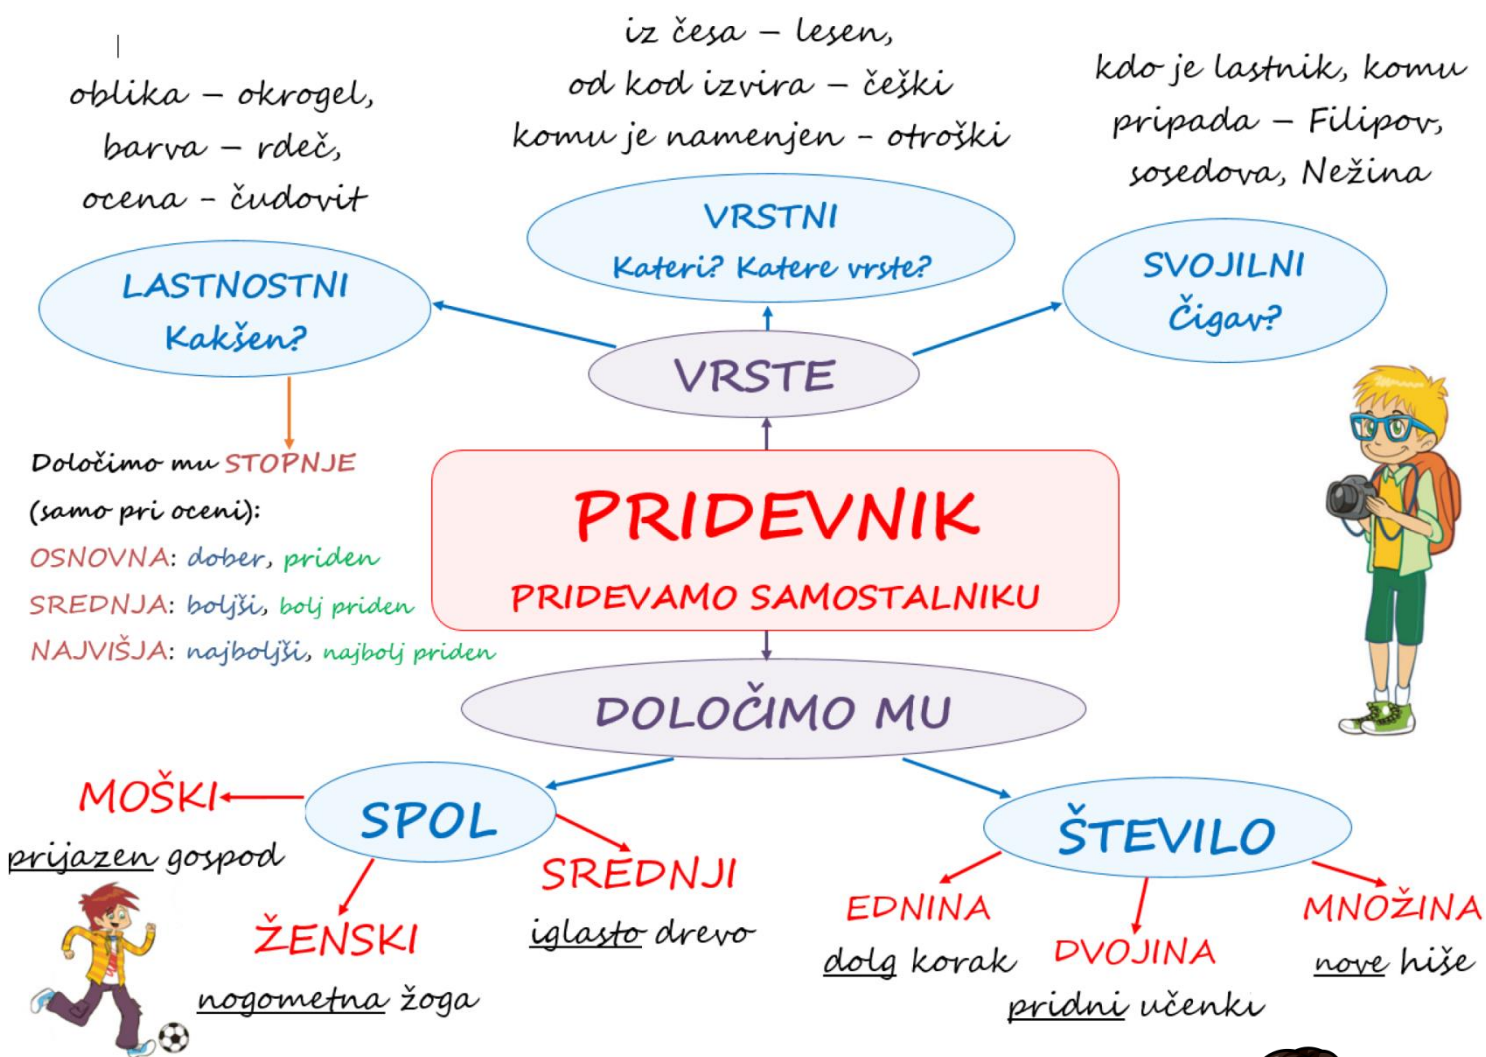 oblika – okrogel,
barva – rdeč,
ocena - čudovit
iz česa – lesen,
od kod izvira – češki
komu je namenjen - otroški
kdo je lastnik, komu
pripada – Filipov,
sosedova, Nežina
LASTNOSTNI
Kakšen?
VRSTNI
Kateri? Katere vrste?
SVOJILNI
Čigav?
VRSTE
Določimo mu STOPNJE
(samo pri oceni):
OSNOVNA: dober, priden
SREDNJA: boljši, bolj priden
NAJVIŠJA: najboljši, najbolj priden
PRIDEVNIK
PRIDEVAMO SAMOSTALNIKU
DOLOČIMO MU
SPOL
MOŠKI
prijazen gospod
ŽENSKI
nogometna žoga
SREDNJI
iglasto drevo
ŠTEVILO
EDNINA
dolg korak
DVOJINA
pridni učenki
MNOŽINA
nove hiše